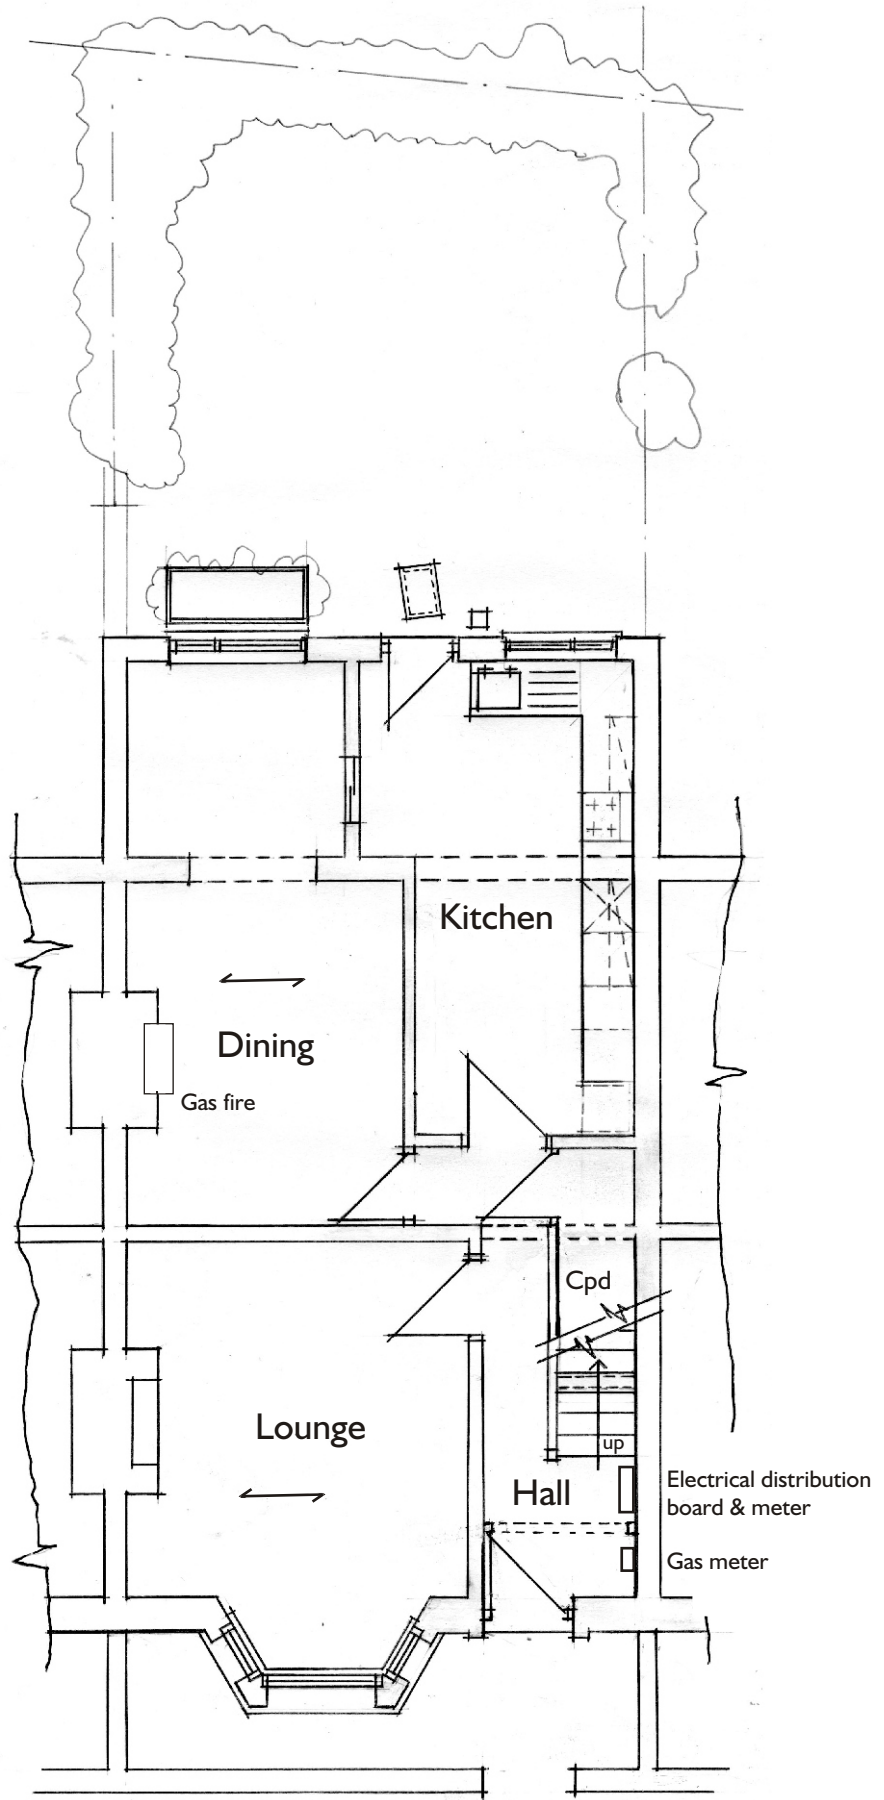 Kitchen
Dining
Gas fire
Cpd
Lounge
up
Hall
Electrical distribution
board & meter
Gas meter